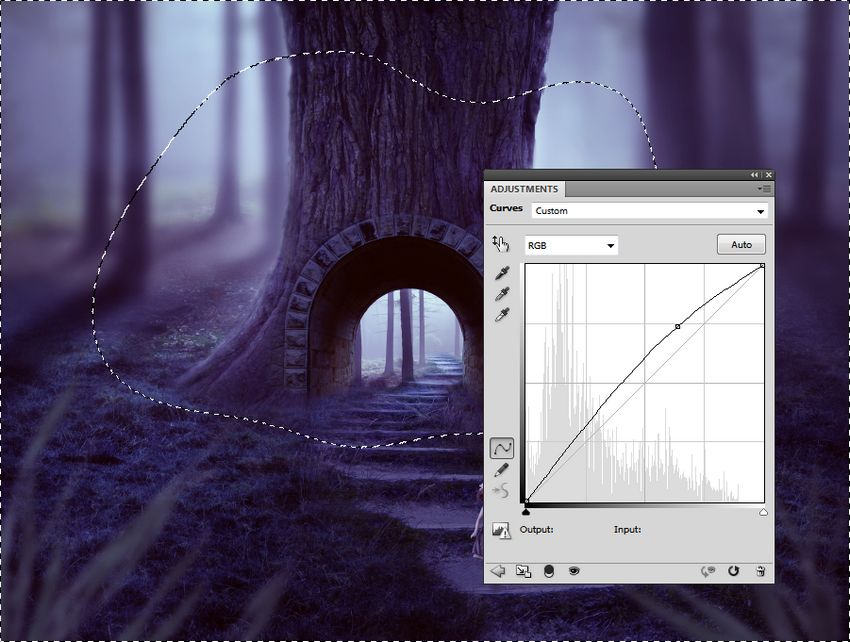 ADJUSTMENTS
Curves
Custom
RGB
Auto
Output:
Input: